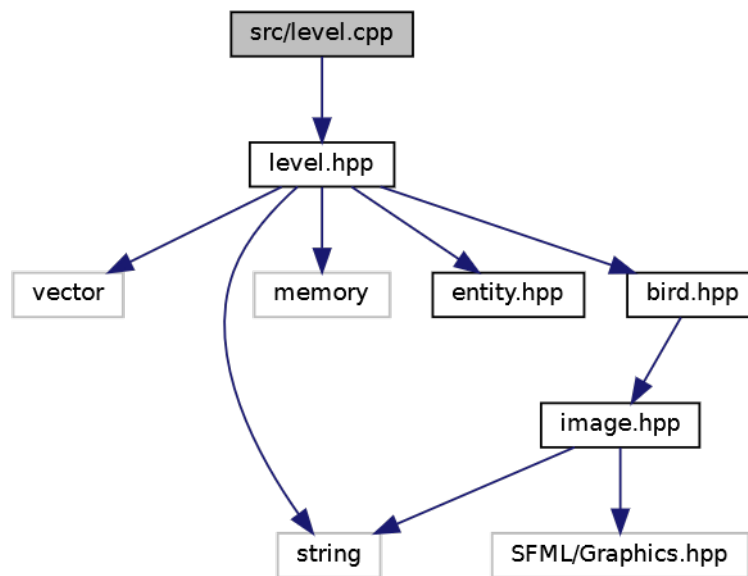 src/level.cpp
level.hpp
vector
memory
entity.hpp
bird.hpp
image.hpp
string
SFML/Graphics.hpp